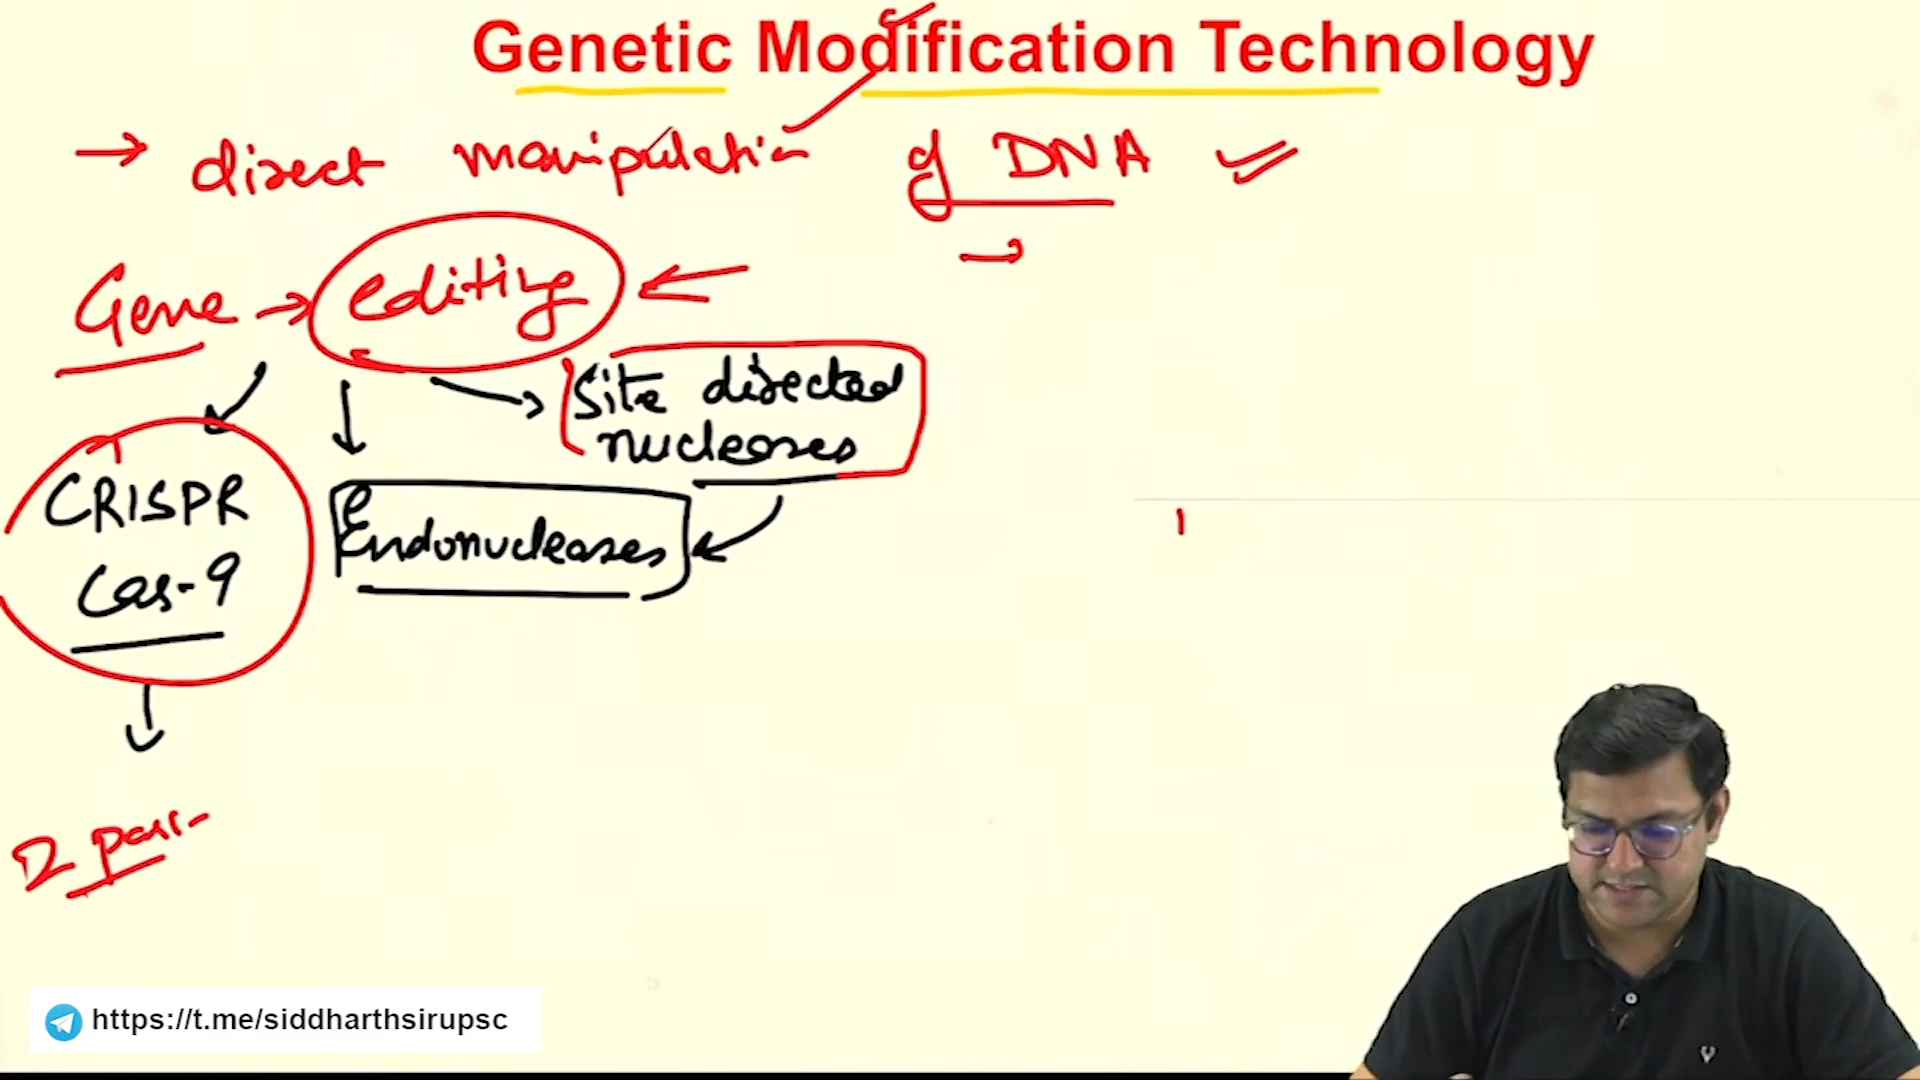 Genetic Modification Technology
→ direct manipulation of DNA
→
Gene → editing
Site directed
nucleases
CRISPR
Cas-9
Endonucleases
2
https://t.me/siddharthsirupsc